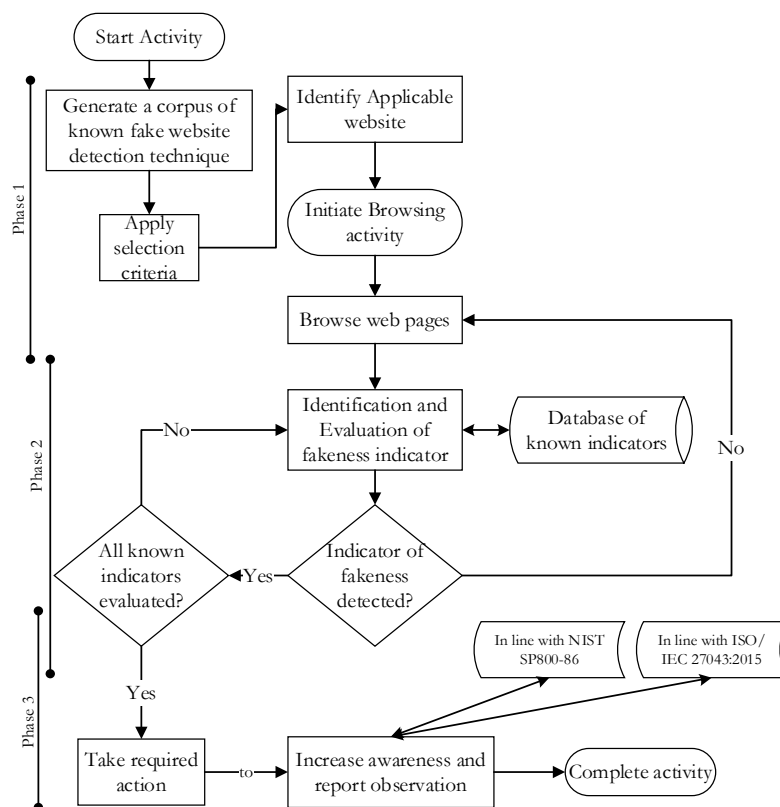 Start Activity
Generate a corpus of
known fake website
detection technique
Apply
selection
criteria
Identify Applicable
website
Initiate Browsing
activity
Browse web pages
Phase 1
Identification and
Evaluation of
fakeness indicator
Database of
known indicators
No
No
Phase 2
All known
indicators
evaluated?
Yes
Indicator of
fakeness
detected?
In line with NIST
SP800-86
In line with ISO/
IEC 27043:2015
Yes
Phase 3
Take required
action
to
Increase awareness and
report observation
Complete activity